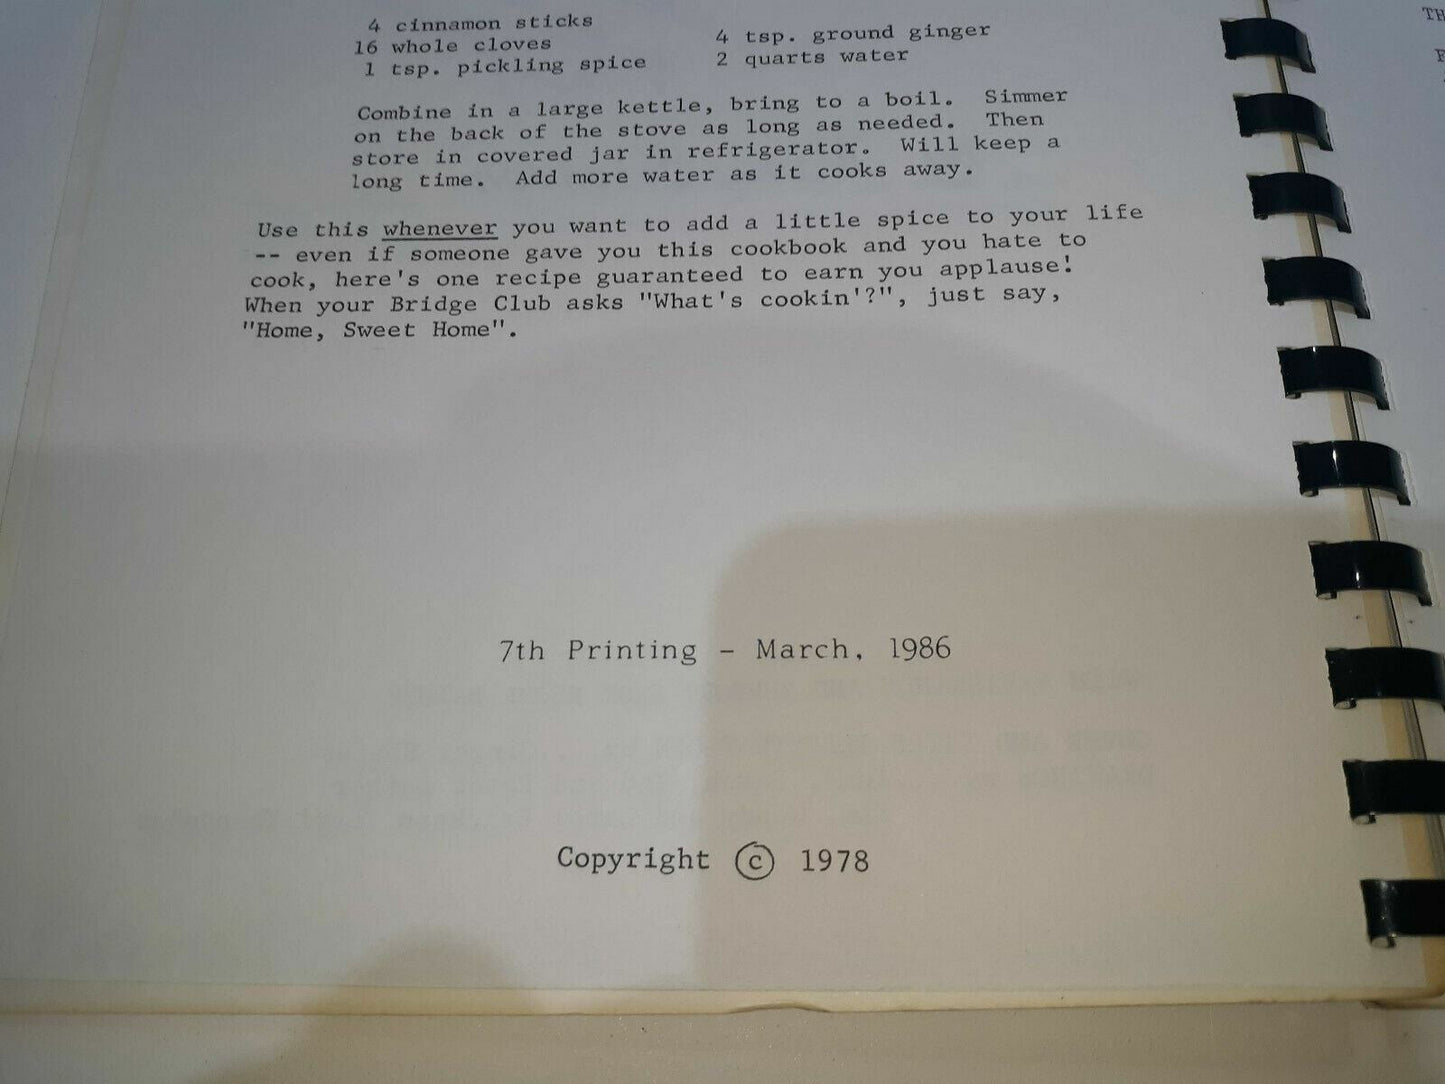 4 cinnamon sticks
16 whole cloves
1 tsp. pickling spice
4 tsp. ground ginger
2 quarts water
Combine in a large kettle, bring to a boil. Simmer
on the back of the stove as long as needed. Then
store in covered jar in refrigerator. Will keep a
long time. Add more water as it cooks away.
Use this whenever you want to add a little spice to your life
-- even if someone gave you this cookbook and you hate to
cook, here's one recipe guaranteed to earn you applause!
When your Bridge Club asks "What's cookin'?", just say,
"Home, Sweet Home".
7th Printing - March, 1986
Copyright © 1978